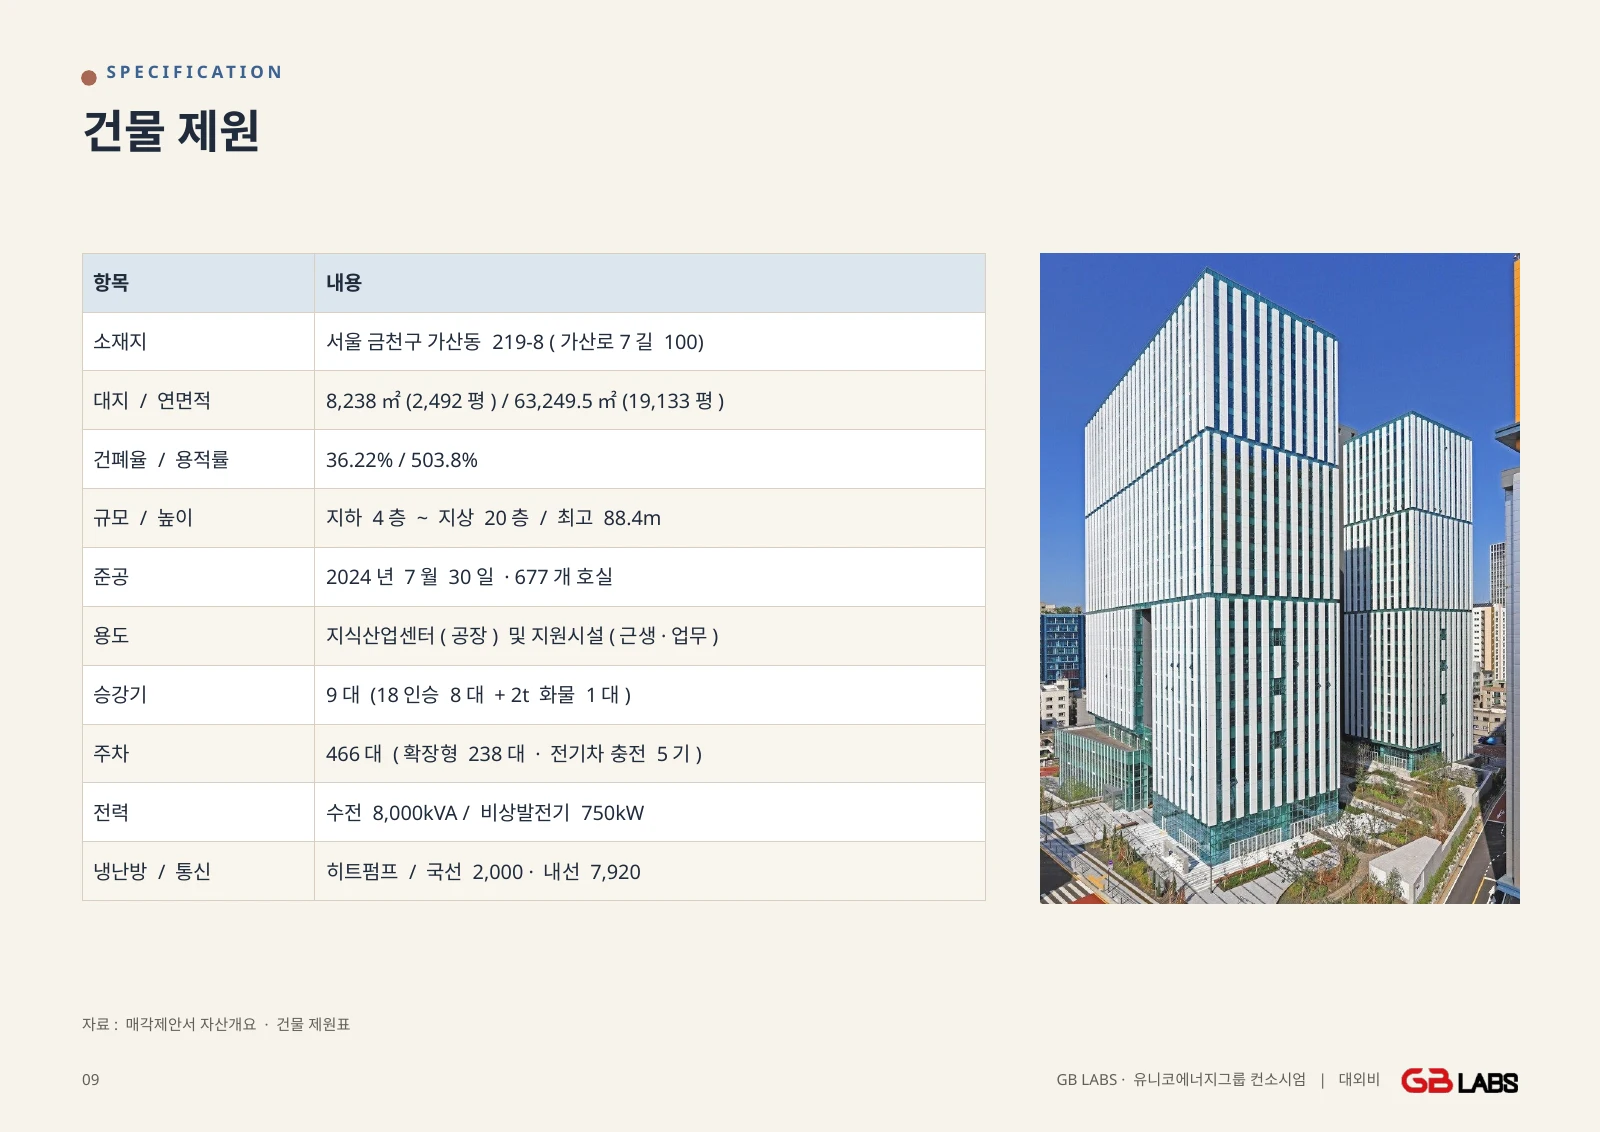 SPECIFICATION
건물 제원
항목 내용
소재지 서울 금천구 가산동 219-8 ( 가산로 7 길 100)
대지 / 연면적 8,238 ㎡ (2,492 평 ) / 63,249.5 ㎡ (19,133 평 )
건폐율 / 용적률 36.22% / 503.8%
규모 / 높이 지하 4 층 ~ 지상 20 층 / 최고 88.4m
준공 2024 년 7 월 30 일 · 677 개 호실
용도 지식산업센터 ( 공장 ) 및 지원시설 ( 근생 · 업무 )
승강기 9 대 (18 인승 8 대 + 2t 화물 1 대 )
주차 466 대 ( 확장형 238 대 · 전기차 충전 5 기 )
전력 수전 8,000kVA / 비상발전기 750kW
냉난방 / 통신 히트펌프 / 국선 2,000 · 내선 7,920
자료 : 매각제안서 자산개요 · 건물 제원표
09 GB LABS · 유니코에너지그룹 컨소시엄 | 대외비 GB LABS